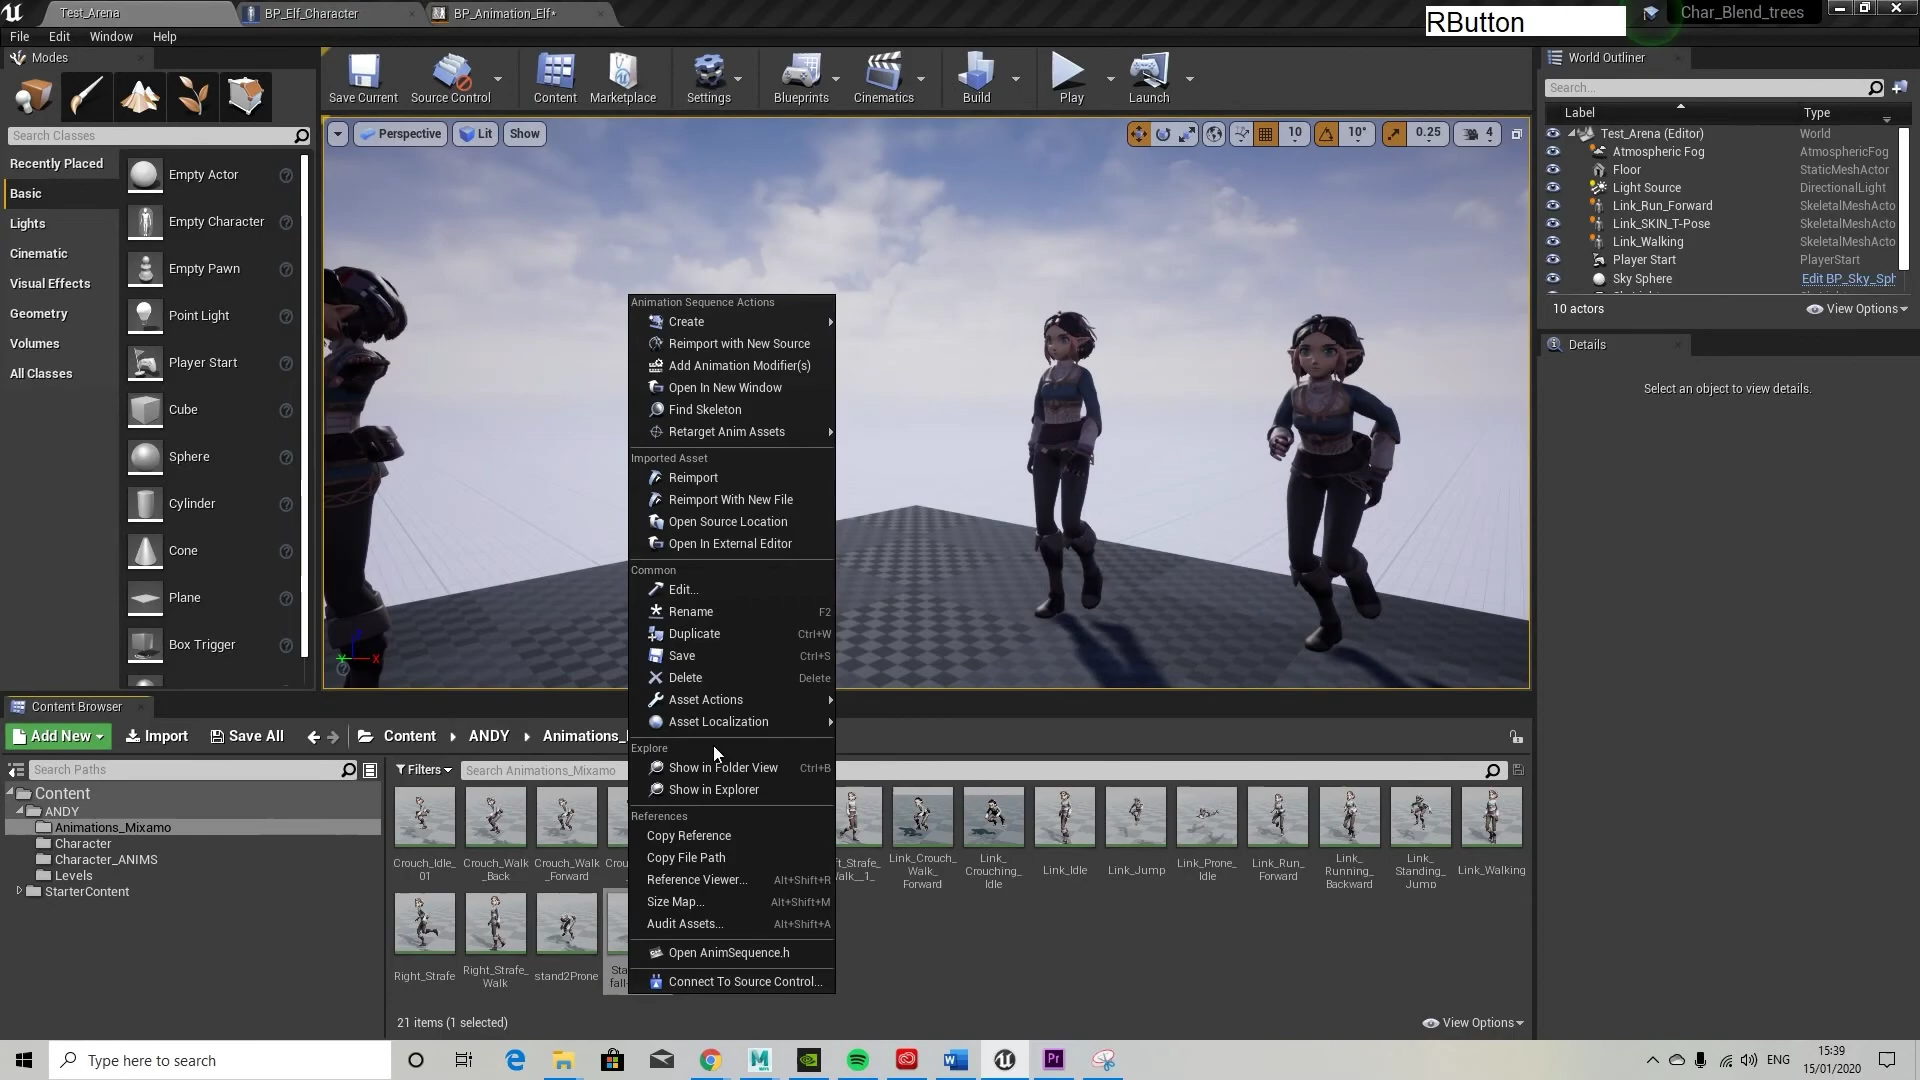 Test_Arena
BP_Elf_Character
BP_Animation_Elf*
RButton
Char_Blend_trees
File Edit Window Help
Modes
Save Current
Source Control
Content
Marketplace
Settings
Blueprints
Cinematics
Build
Play
Launch
World Outliner
Search...
Label Type
Test_Arena (Editor) World
Atmospheric Fog AtmosphericFog
Floor StaticMeshActor
Light Source DirectionalLight
Link_Run_Forward SkeletalMeshActo
Link_SKIN_T-Pose SkeletalMeshActo
Link_Walking SkeletalMeshActo
Player Start PlayerStart
Sky Sphere Edit BP_Sky_Sph
10 actors View Options
Details
Select an object to view details.
Search Classes
Recently Placed
Basic
Lights
Cinematic
Visual Effects
Geometry
Volumes
All Classes
Empty Actor
Empty Character
Empty Pawn
Point Light
Player Start
Cube
Sphere
Cylinder
Cone
Plane
Box Trigger
Perspective Lit Show
10 10° 0.25 4
X
Animation Sequence Actions
Create
Reimport with New Source
Add Animation Modifier(s)
Open In New Window
Find Skeleton
Retarget Anim Assets
Imported Asset
Reimport
Reimport With New File
Open Source Location
Open In External Editor
Common
Edit...
Rename F2
Duplicate Ctrl+W
Save Ctrl+S
Delete Delete
Asset Actions
Asset Localization
Explore
Show in Folder View Ctrl+B
Show in Explorer
References
Copy Reference
Copy File Path
Reference Viewer... Alt+Shift+R
Size Map... Alt+Shift+M
Audit Assets... Alt+Shift+A
Open AnimSequence.h
Connect To Source Control...
Content Browser
Add New Import Save All Content ANDY Animations_
Search Paths
Filters Search Animations_Mixamo
Content
ANDY
Animations_Mixamo
Character
Character_ANIMS
Levels
StarterContent
Crouch_Idle_
01
Crouch_Walk
_Back
Crouch_Walk
_Forward
Link_Crouch_
Walk_
Forward
Link_
Crouching_
Idle
Link_Idle
Link_Jump
Link_Prone_
Idle
Link_Run_
Forward
Link_
Running_
Backward
Link_
Standing_
Jump
Link_Walking
Right_Strafe
Right_Strafe_
Walk
stand2Prone
21 items (1 selected)
View Options
Type here to search
ENG
15:39
15/01/2020